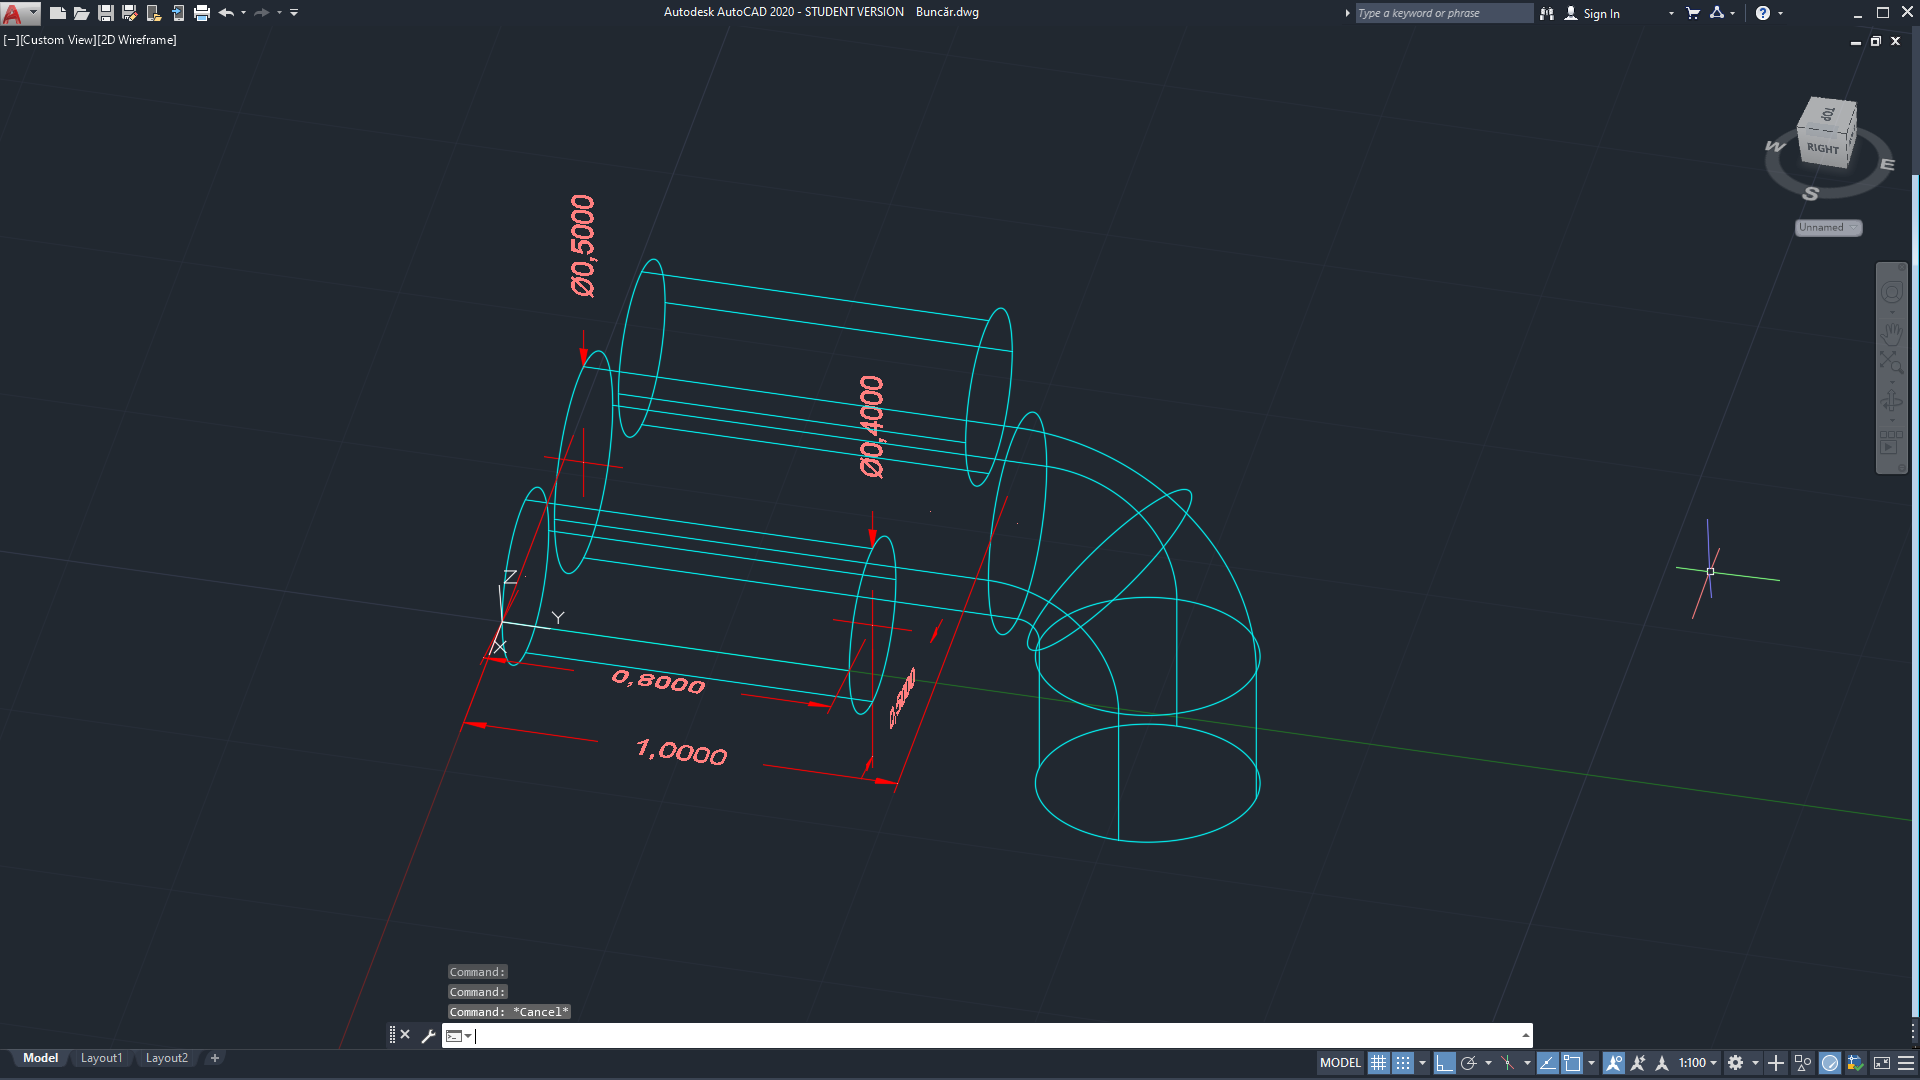 A
Autodesk AutoCAD 2020 - STUDENT VERSION Buncăr.dwg
Type a keyword or phrase
Sign In
[−][Custom View][2D Wireframe]
TOP
RIGHT
W
E
S
Unnamed
Ø0,5000
Ø0,4000
Z
Y
X
0,8000
1,0000
Command:
Command:
Command: *Cancel*
Model
Layout1
Layout2
MODEL
1:100